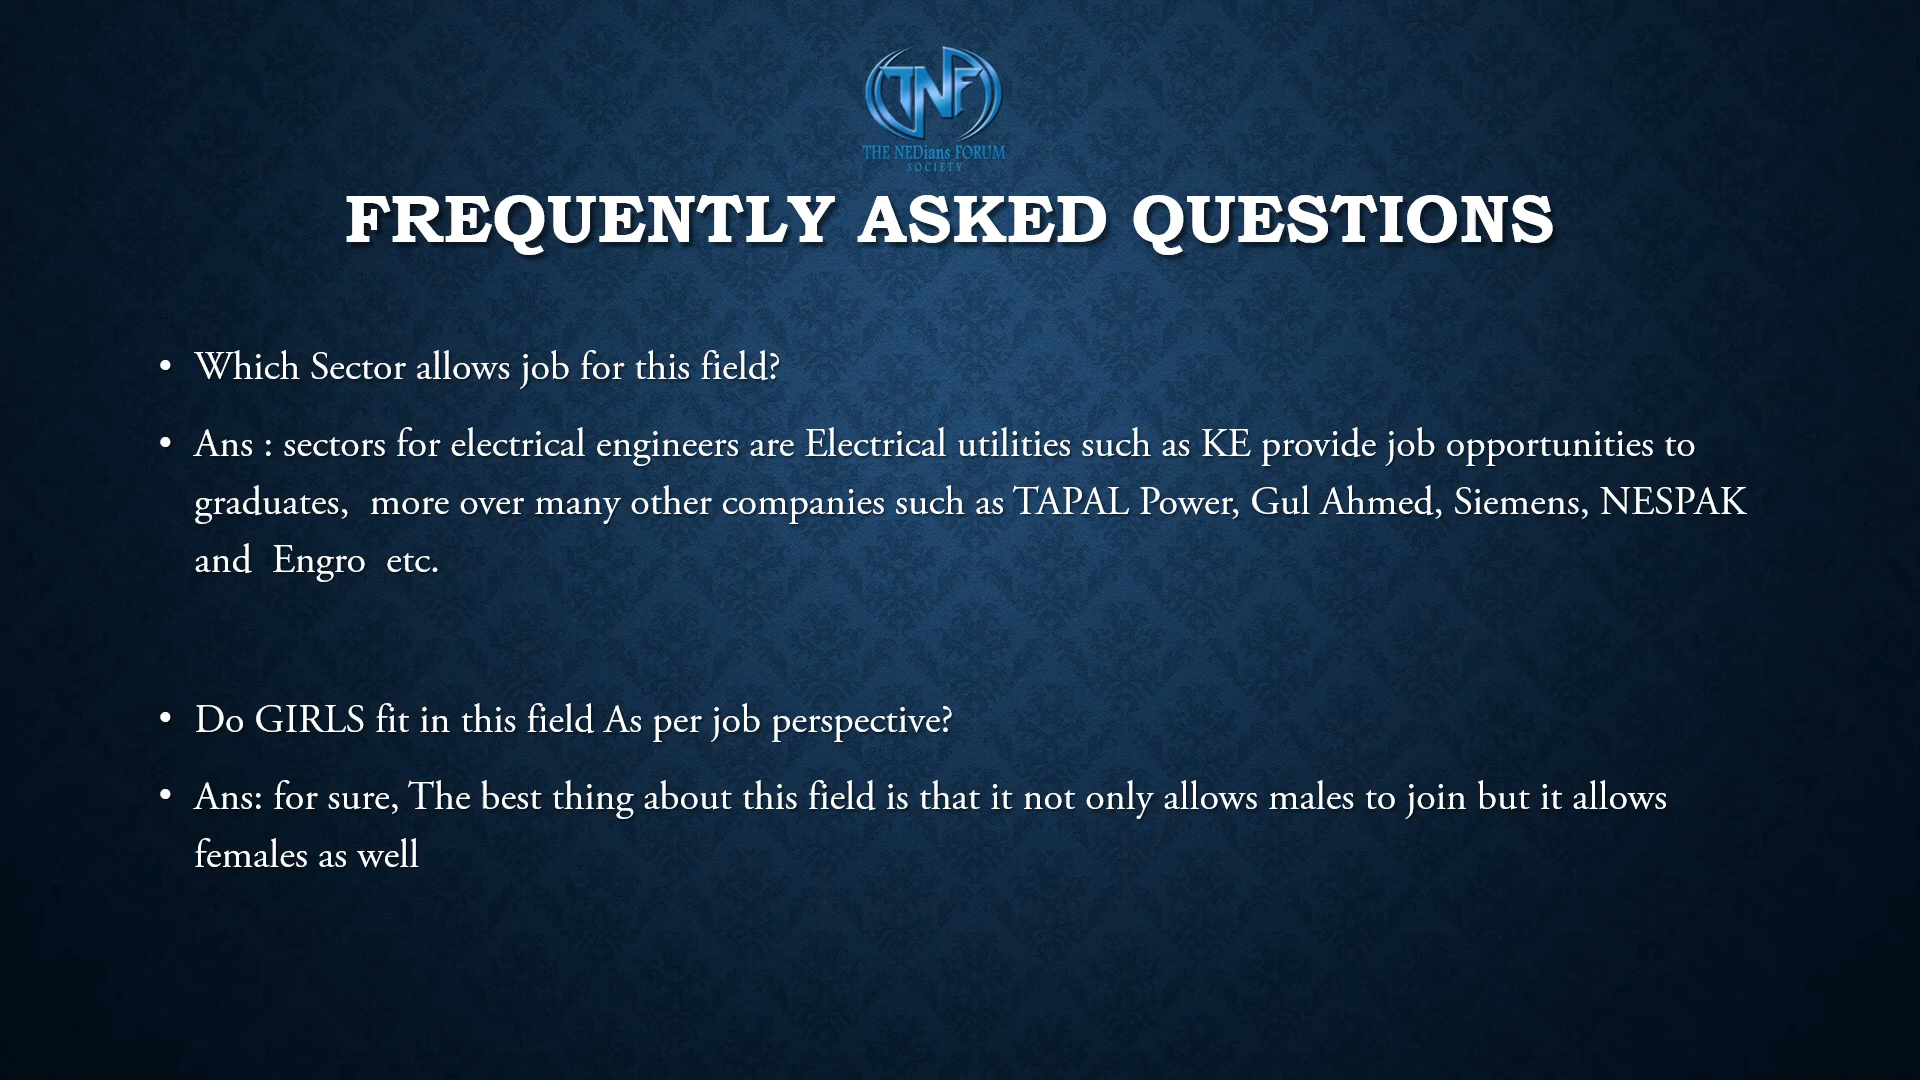 TNF
THE NEDians FORUM
SOCIETY
FREQUENTLY ASKED QUESTIONS
• Which Sector allows job for this field?
• Ans : sectors for electrical engineers are Electrical utilities such as KE provide job opportunities to
graduates,  more over many other companies such as TAPAL Power, Gul Ahmed, Siemens, NESPAK
and  Engro  etc.
• Do GIRLS fit in this field As per job perspective?
• Ans: for sure, The best thing about this field is that it not only allows males to join but it allows
females as well